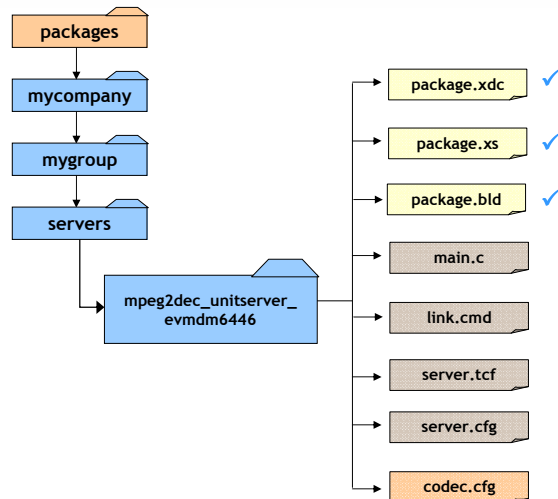 packages
mycompany
mygroup
servers
mpeg2dec_unitserver_
evmdm6446
package.xdc
package.xs
package.bld
main.c
link.cmd
server.tcf
server.cfg
codec.cfg